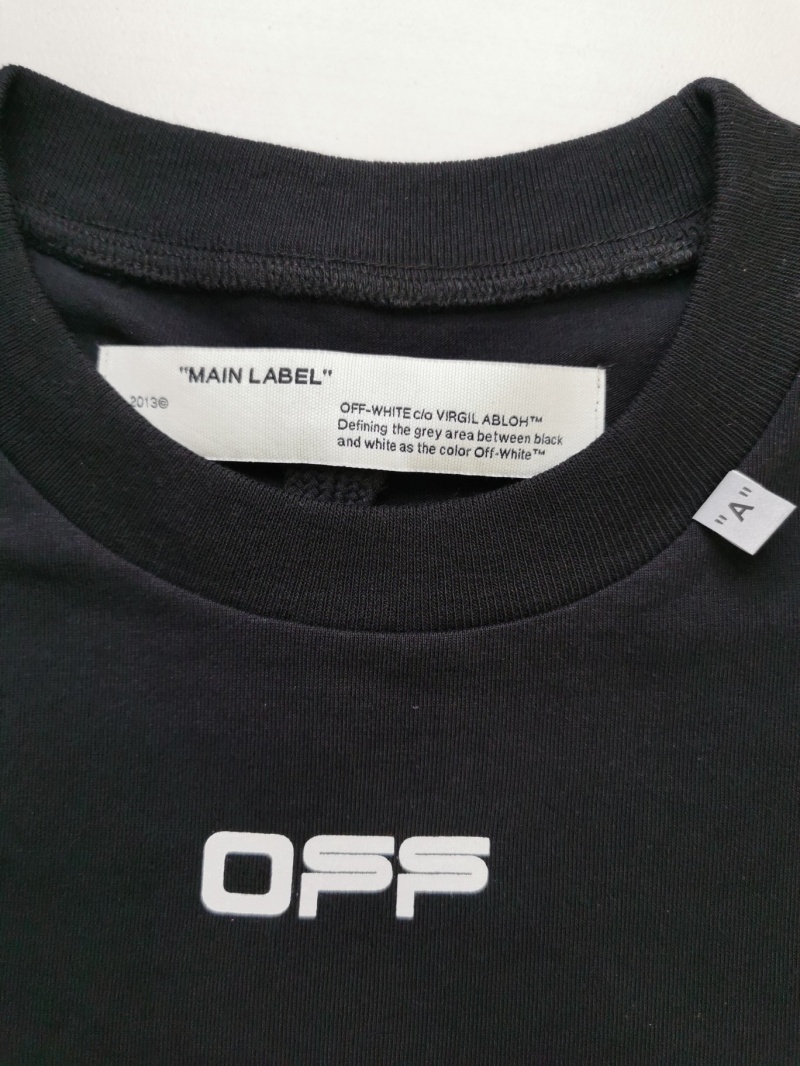 "MAIN LABEL"
2013©
OFF-WHITE c/o VIRGIL ABLOH™
Defining the grey area between black
and white as the color Off-White™
"A"
OFF